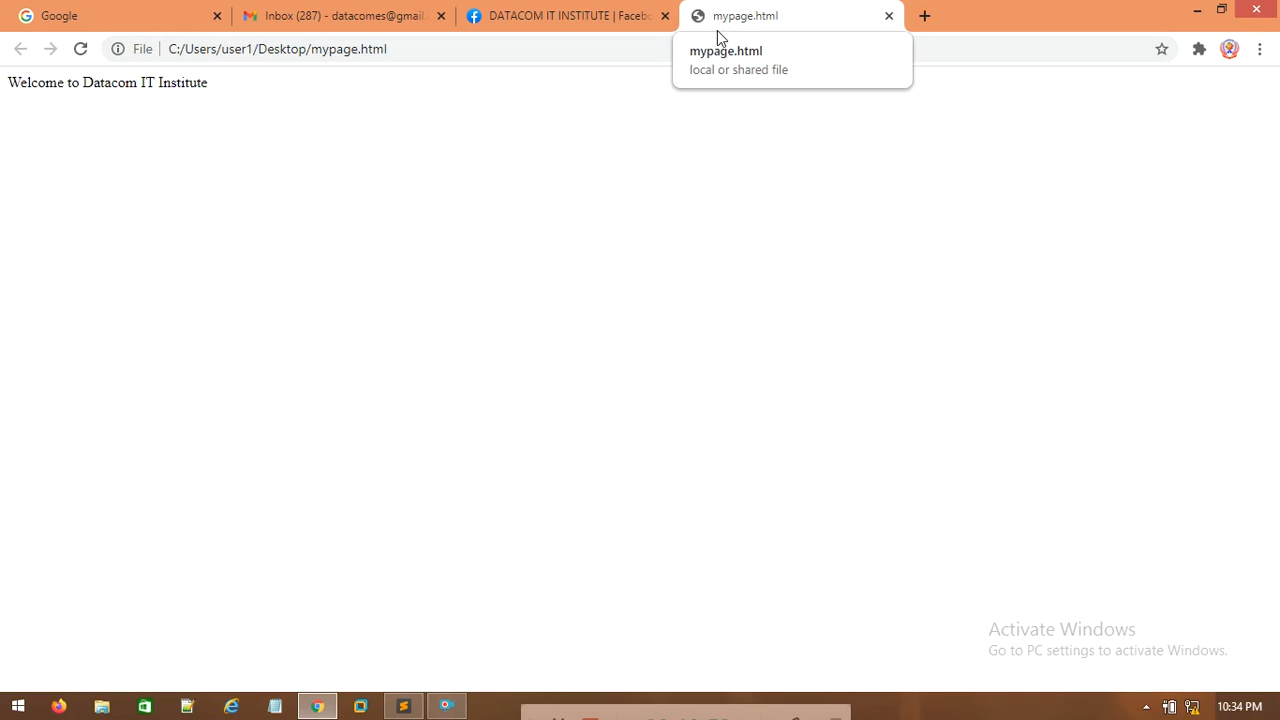 Google
Inbox (287) - datacomes@gmail.
DATACOM IT INSTITUTE | Faceb
mypage.html
File
C:/Users/user1/Desktop/mypage.html
mypage.html
local or shared file
Welcome to Datacom IT Institute
Activate Windows
Go to PC settings to activate Windows.
10:34 PM